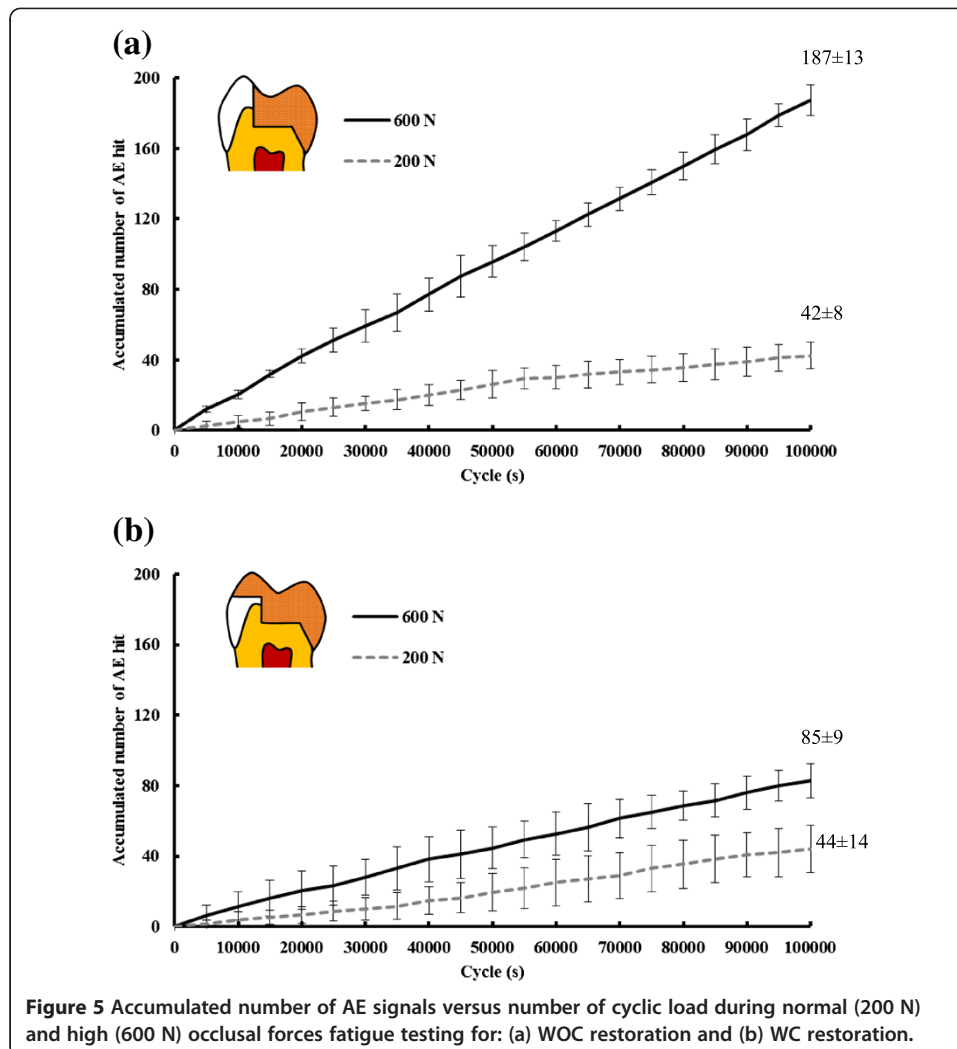 (a)
187±13
200
600 N
200 N
160
120
80
42±8
40
0
Accumulated number of AE hit
0 10000 20000 30000 40000 50000 60000 70000 80000 90000 100000
Cycle (s)
(b)
200
600 N
200 N
160
120
85±9
80
44±14
40
0
Accumulated number of AE hit
0 10000 20000 30000 40000 50000 60000 70000 80000 90000 100000
Cycle (s)
Figure 5 Accumulated number of AE signals versus number of cyclic load during normal (200 N)
and high (600 N) occlusal forces fatigue testing for: (a) WOC restoration and (b) WC restoration.